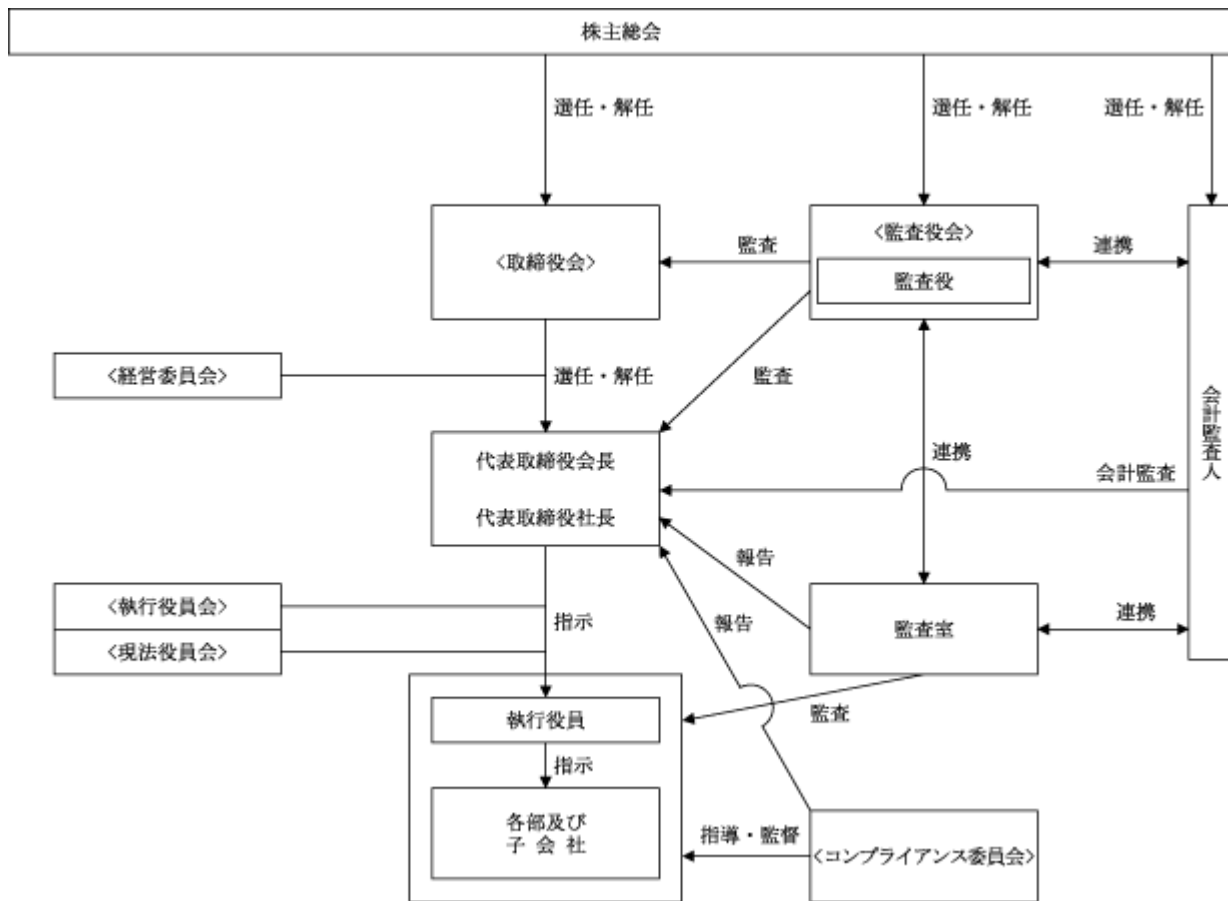 株主総会
選任・解任
選任・解任
選任・解任
<取締役会>
監査
<監査役会>
監査役
連携
<経営委員会>
選任・解任
監査
会計監査人
代表取締役会長
代表取締役社長
連携
会計監査
報告
<執行役員会>
<現法役員会>
指示
報告
監査室
連携
執行役員
監査
指示
各部及び
子 会 社
指導・監督
<コンプライアンス委員会>